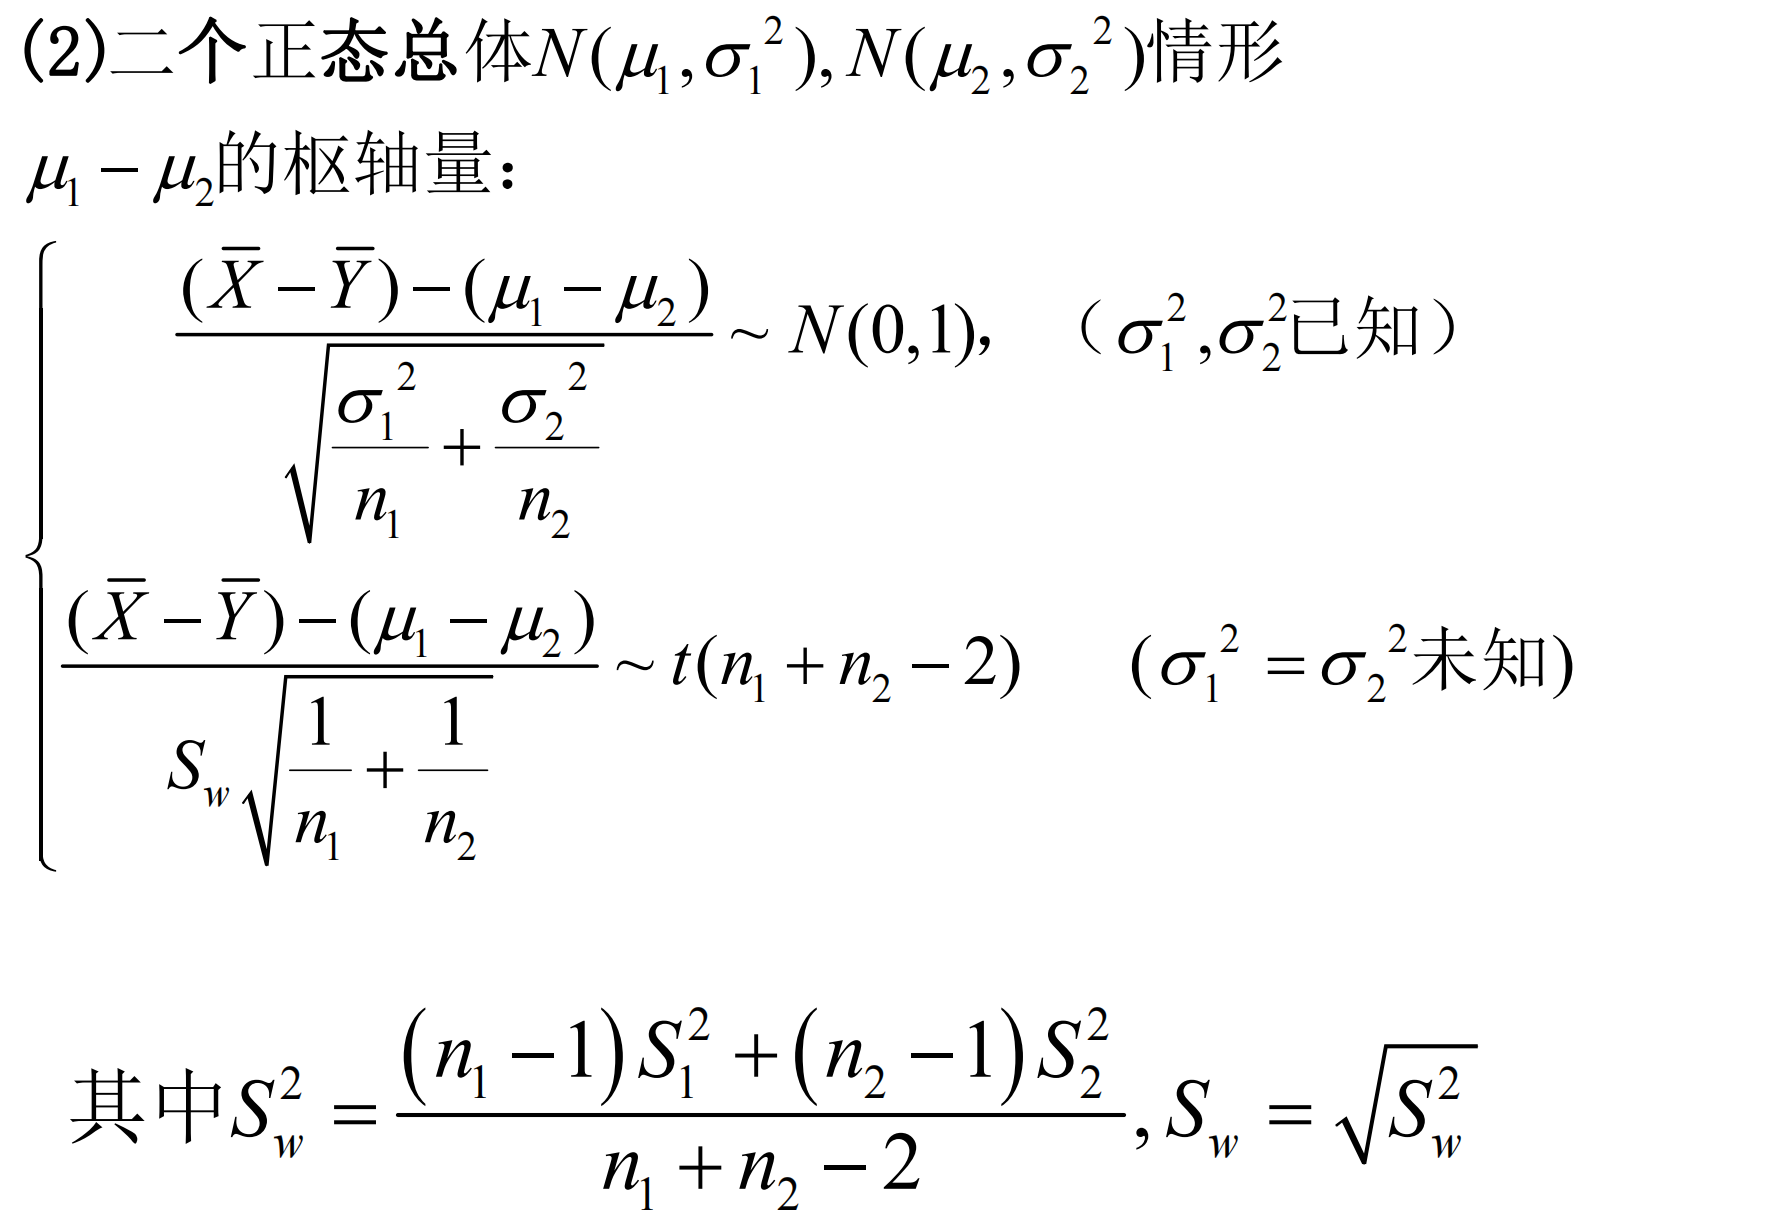 (2)二个正态总体N(μ₁,σ₁²),N(μ₂,σ₂²)情形
μ₁−μ₂的枢轴量：
((X̄−Ȳ)−(μ₁−μ₂))/√(σ₁²/n₁+σ₂²/n₂) ~ N(0,1)，（σ₁²,σ₂²已知）
((X̄−Ȳ)−(μ₁−μ₂))/(S_w√(1/n₁+1/n₂)) ~ t(n₁+n₂−2) (σ₁²=σ₂²未知)
其中S_w²=((n₁−1)S₁²+(n₂−1)S₂²)/(n₁+n₂−2),S_w=√(S_w²)